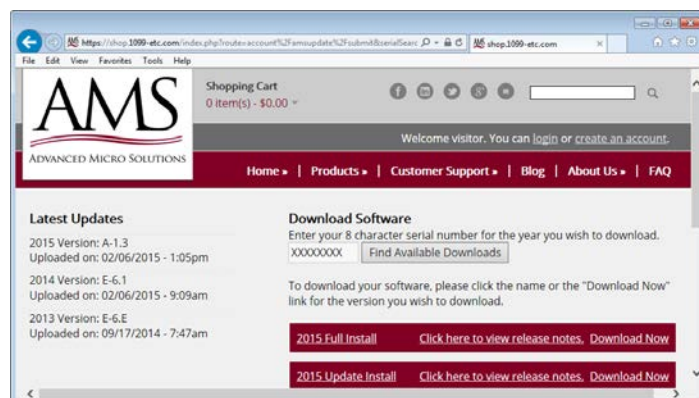 https://shop.1099-etc.com/index.php?route=account%2Famsupdate%2Fsubmit&serialSearc
shop.1099-etc.com
File Edit View Favorites Tools Help
AMS
ADVANCED MICRO SOLUTIONS
Shopping Cart
0 item(s) - $0.00
Welcome visitor. You can login or create an account.
Home » | Products » | Customer Support » | Blog | About Us » | FAQ
Latest Updates
2015 Version: A-1.3
Uploaded on: 02/06/2015 - 1:05pm
2014 Version: E-6.1
Uploaded on: 02/06/2015 - 9:09am
2013 Version: E-6.E
Uploaded on: 09/17/2014 - 7:47am
Download Software
Enter your 8 character serial number for the year you wish to download.
XXXXXXXX Find Available Downloads
To download your software, please click the name or the "Download Now"
link for the version you wish to download.
2015 Full Install Click here to view release notes. Download Now
2015 Update Install Click here to view release notes. Download Now